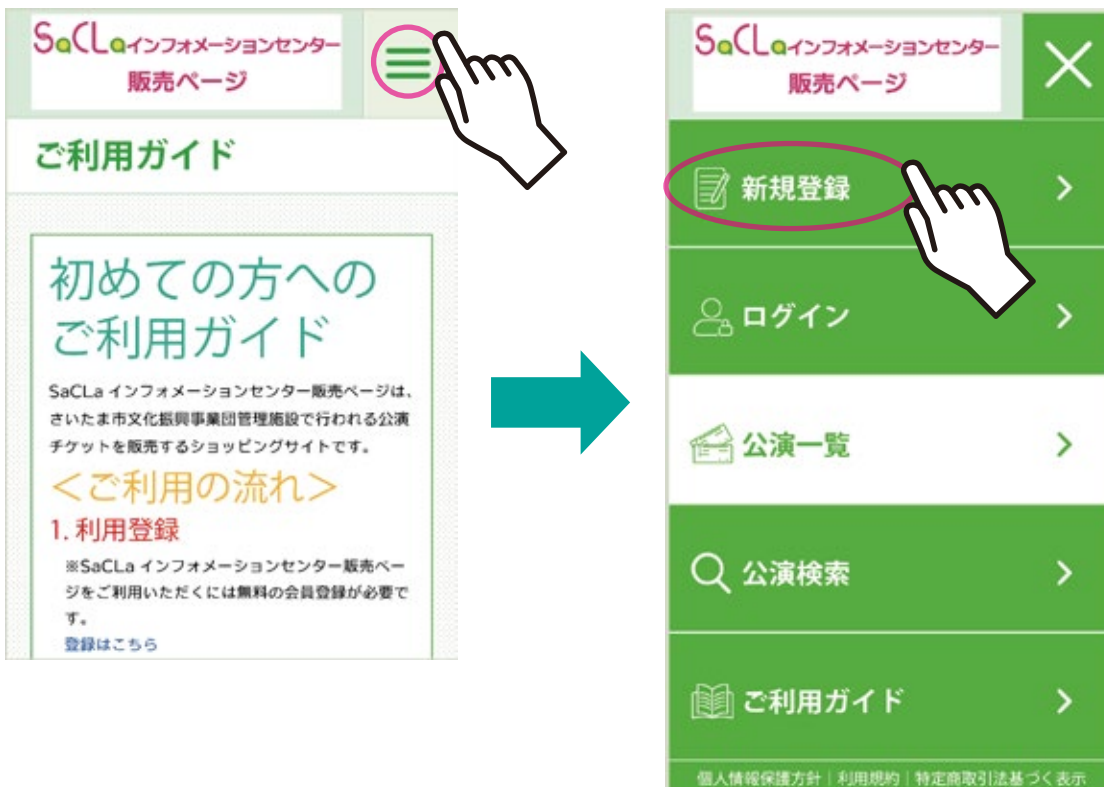 SaCLaインフォメーションセンター
販売ページ
ご利用ガイド
初めての方への
ご利用ガイド
SaCLa インフォメーションセンター販売ページは、
さいたま市文化振興事業団管理施設で行われる公演
チケットを販売するショッピングサイトです。
＜ご利用の流れ＞
1. 利用登録
※SaCLa インフォメーションセンター販売ペー
ジをご利用いただくには無料の会員登録が必要で
す。
登録はこちら
SaCLaインフォメーションセンター
販売ページ
新規登録
ログイン
公演一覧
公演検索
ご利用ガイド
個人情報保護方針｜利用規約｜特定商取引法基づく表示